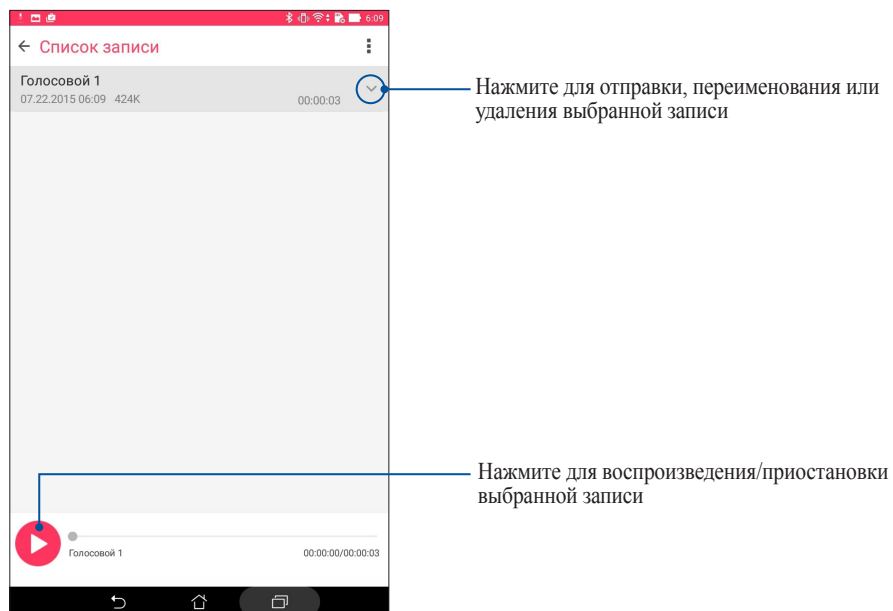 6:09
Список записи
Голосовой 1
07.22.2015 06:09 424K 00:00:03
Нажмите для отправки, переименования или
удаления выбранной записи
Нажмите для воспроизведения/приостановки
выбранной записи
Голосовой 1 00:00:00/00:00:03